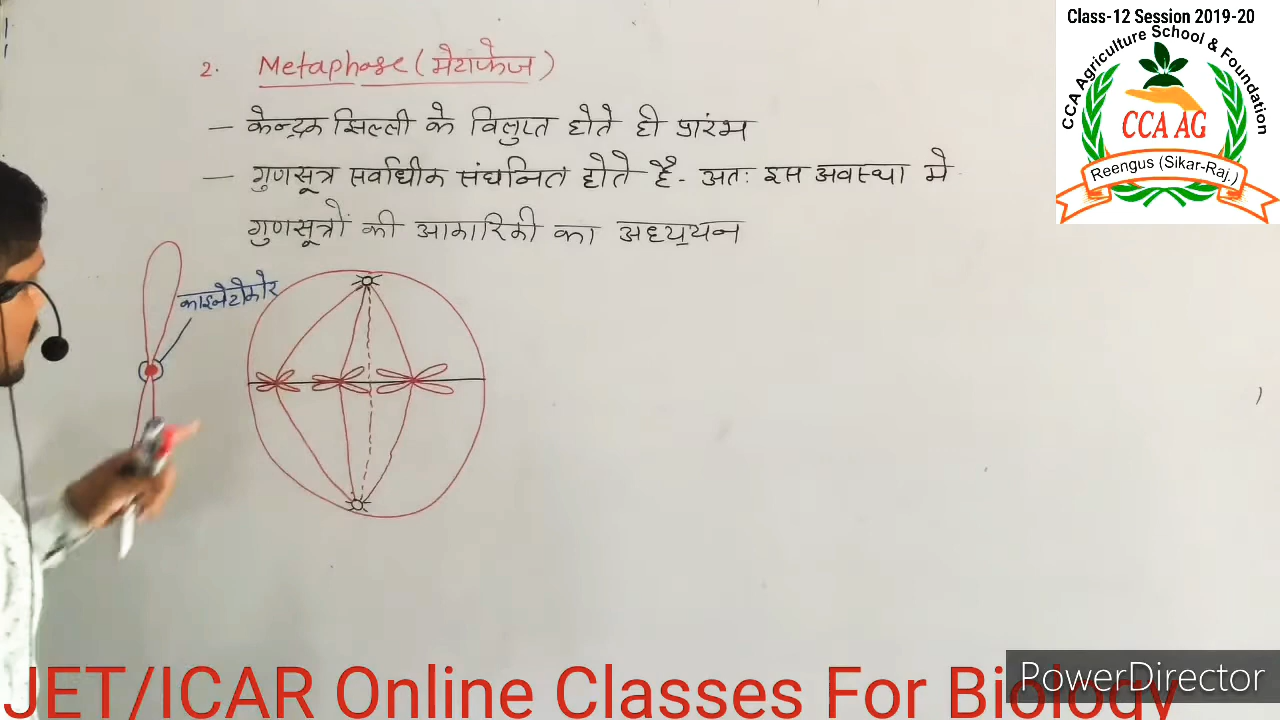 Class-12 Session 2019-20
CCA Agriculture School & Foundation
CCA AG
Reengus (Sikar-Raj.)
2. Metaphase (मेटाफेज)
– केन्द्रक झिल्ली के विलुप्त होते ही प्रारंभ
– गुणसूत्र सर्वाधीक संघनित होते है - अतः इस अवस्था मे
गुणसूत्रों की आकारिकी का अध्ययन
काइनेटोकोर
JET/ICAR Online Classes For Biology
PowerDirector